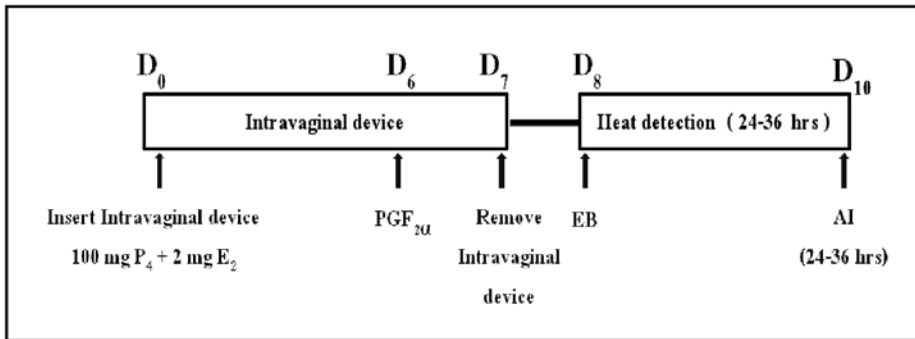 D₀ D₆ D₇ D₈ D₁₀
Intravaginal device Heat detection ( 24-36 hrs )
Insert Intravaginal device PGF₂α Remove EB AI
100 mg P₄ + 2 mg E₂ Intravaginal (24-36 hrs)
device